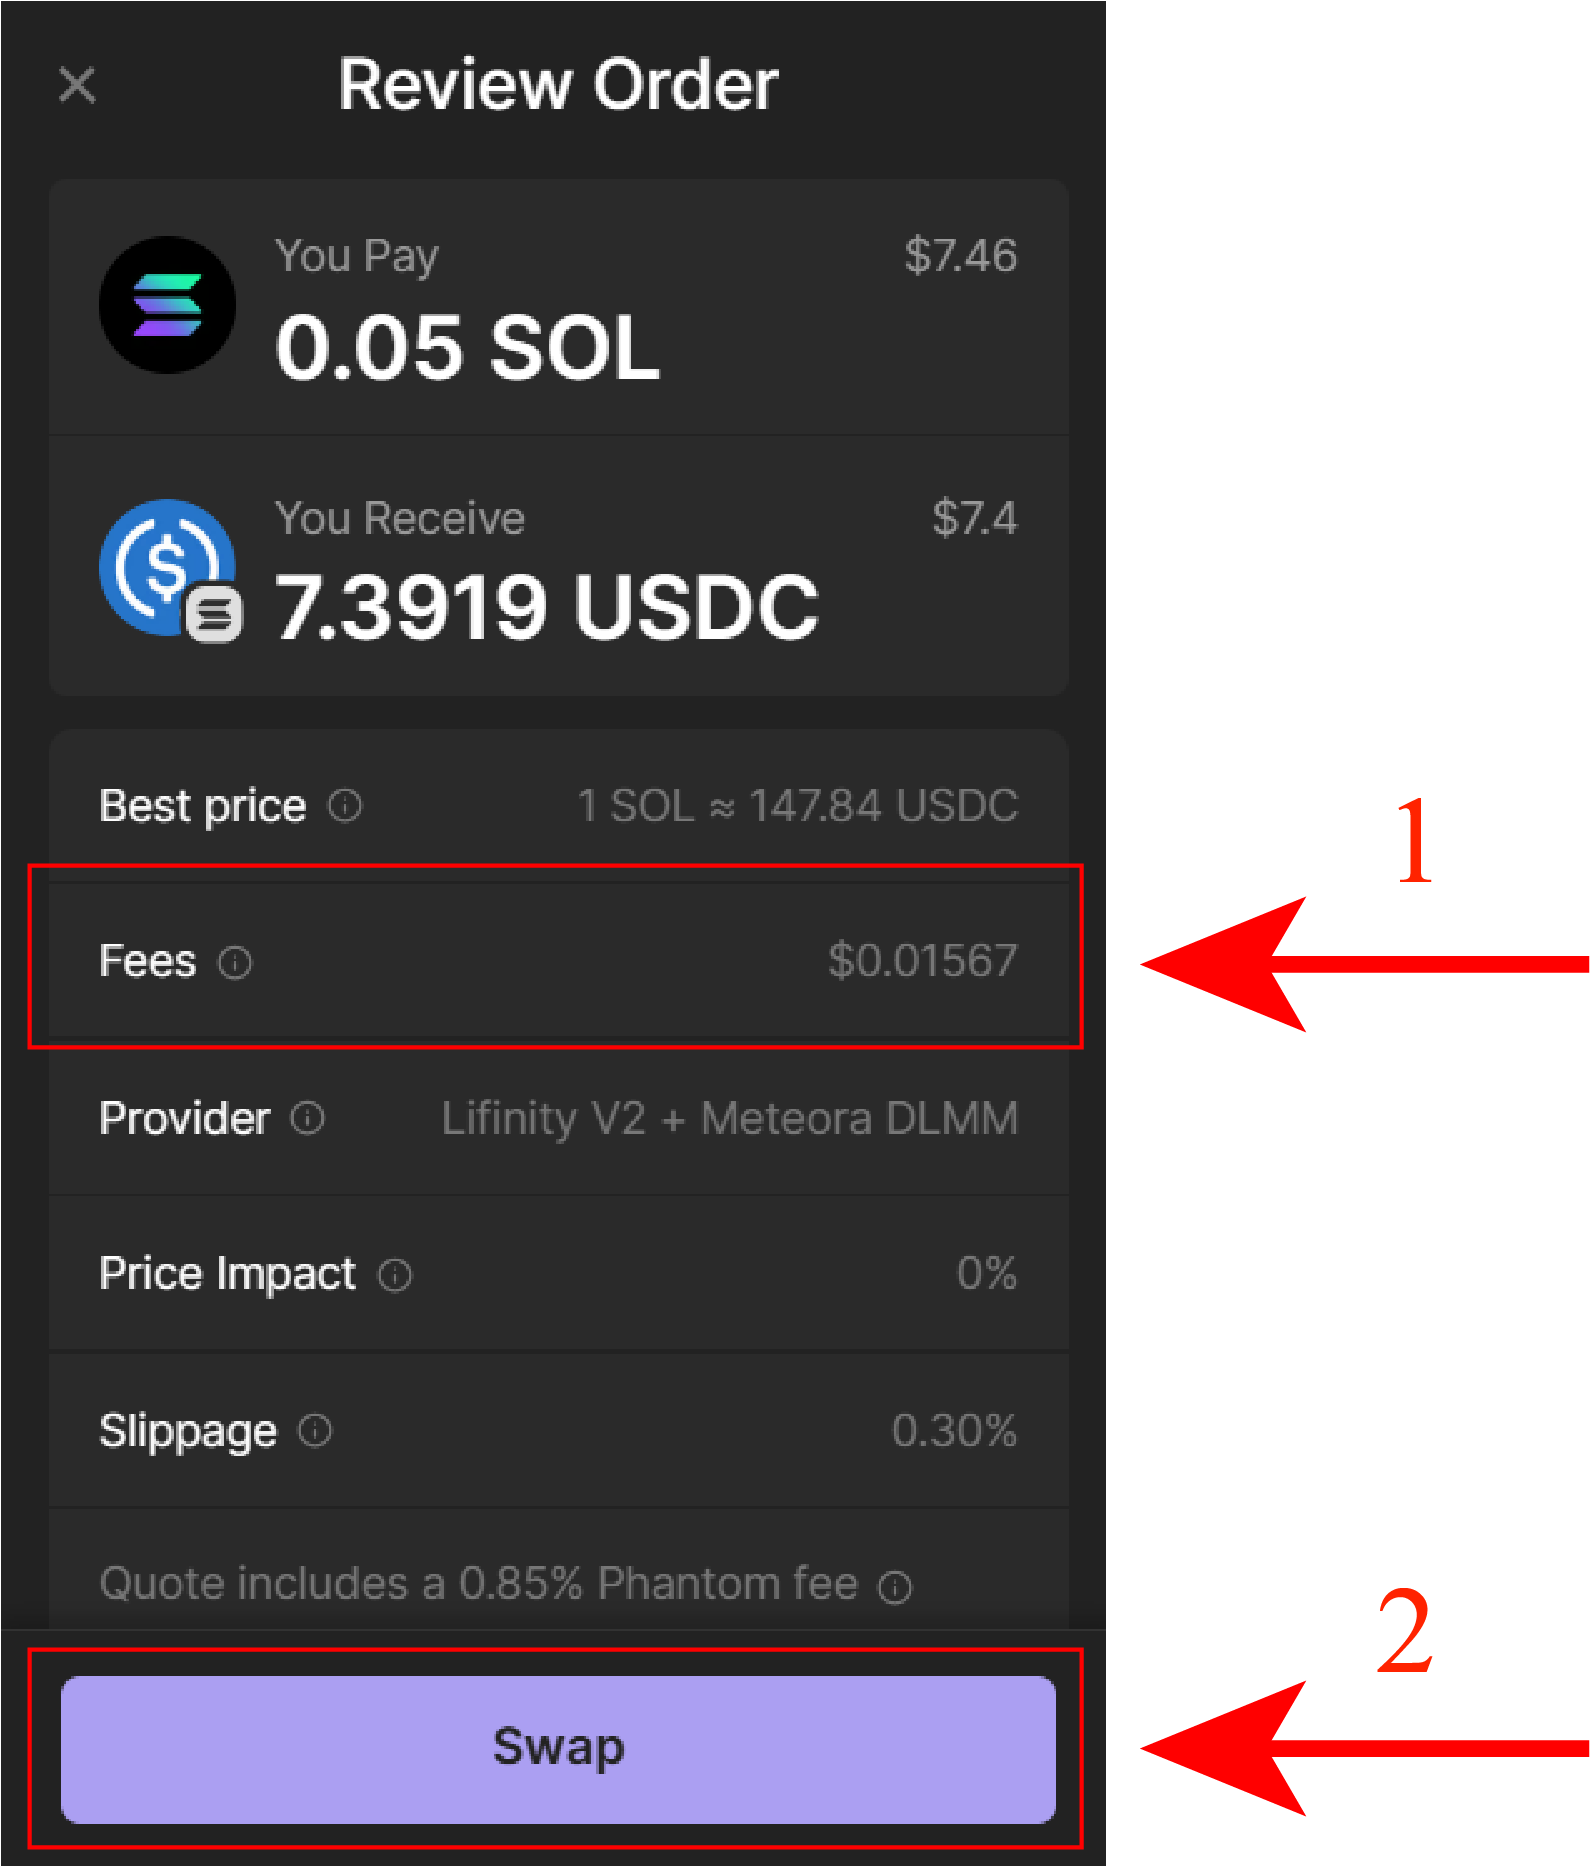 Review Order
You Pay
$7.46
0.05 SOL
You Receive
$7.4
7.3919 USDC
Best price
1 SOL ≈ 147.84 USDC
1
Fees
$0.01567
Provider
Lifinity V2 + Meteora DLMM
Price Impact
0%
Slippage
0.30%
Quote includes a 0.85% Phantom fee
2
Swap